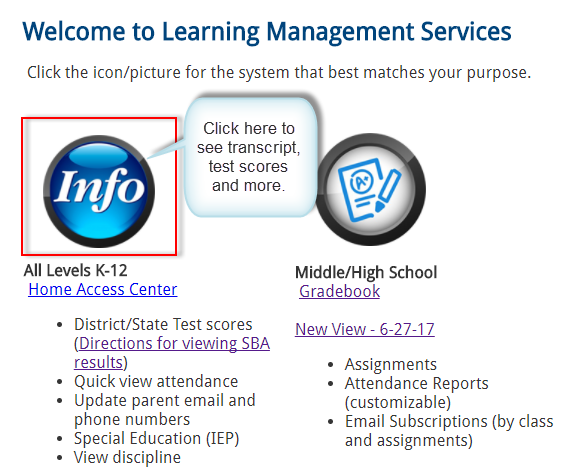 Welcome to Learning Management Services
Click the icon/picture for the system that best matches your purpose.
Info
Click here to
see transcript,
test scores
and more.
A+
All Levels K-12
Home Access Center
• District/State Test scores
(Directions for viewing SBA
results)
• Quick view attendance
• Update parent email and
phone numbers
• Special Education (IEP)
• View discipline
Middle/High School
Gradebook
New View - 6-27-17
• Assignments
• Attendance Reports
(customizable)
• Email Subscriptions (by class
and assignments)